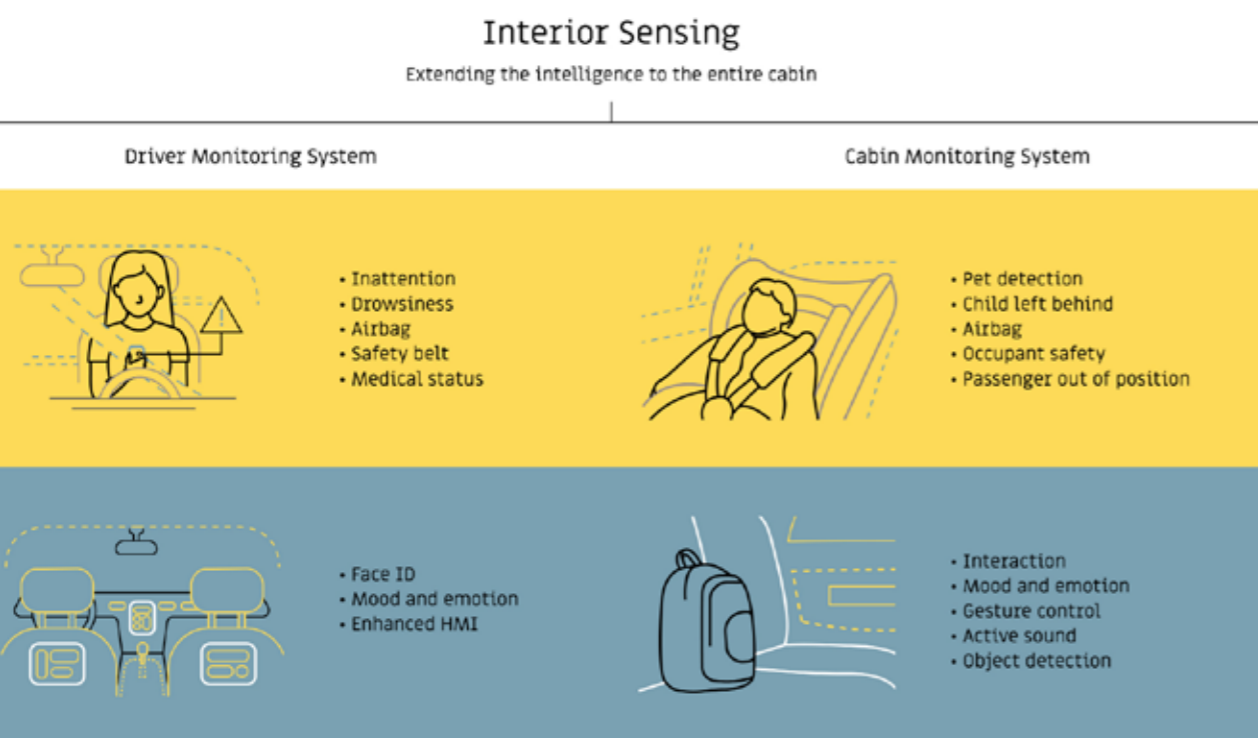 Interior Sensing
Extending the intelligence to the entire cabin
Driver Monitoring System
Cabin Monitoring System
• Inattention
• Drowsiness
• Airbag
• Safety belt
• Medical status
• Pet detection
• Child left behind
• Airbag
• Occupant safety
• Passenger out of position
• Face ID
• Mood and emotion
• Enhanced HMI
• Interaction
• Mood and emotion
• Gesture control
• Active sound
• Object detection